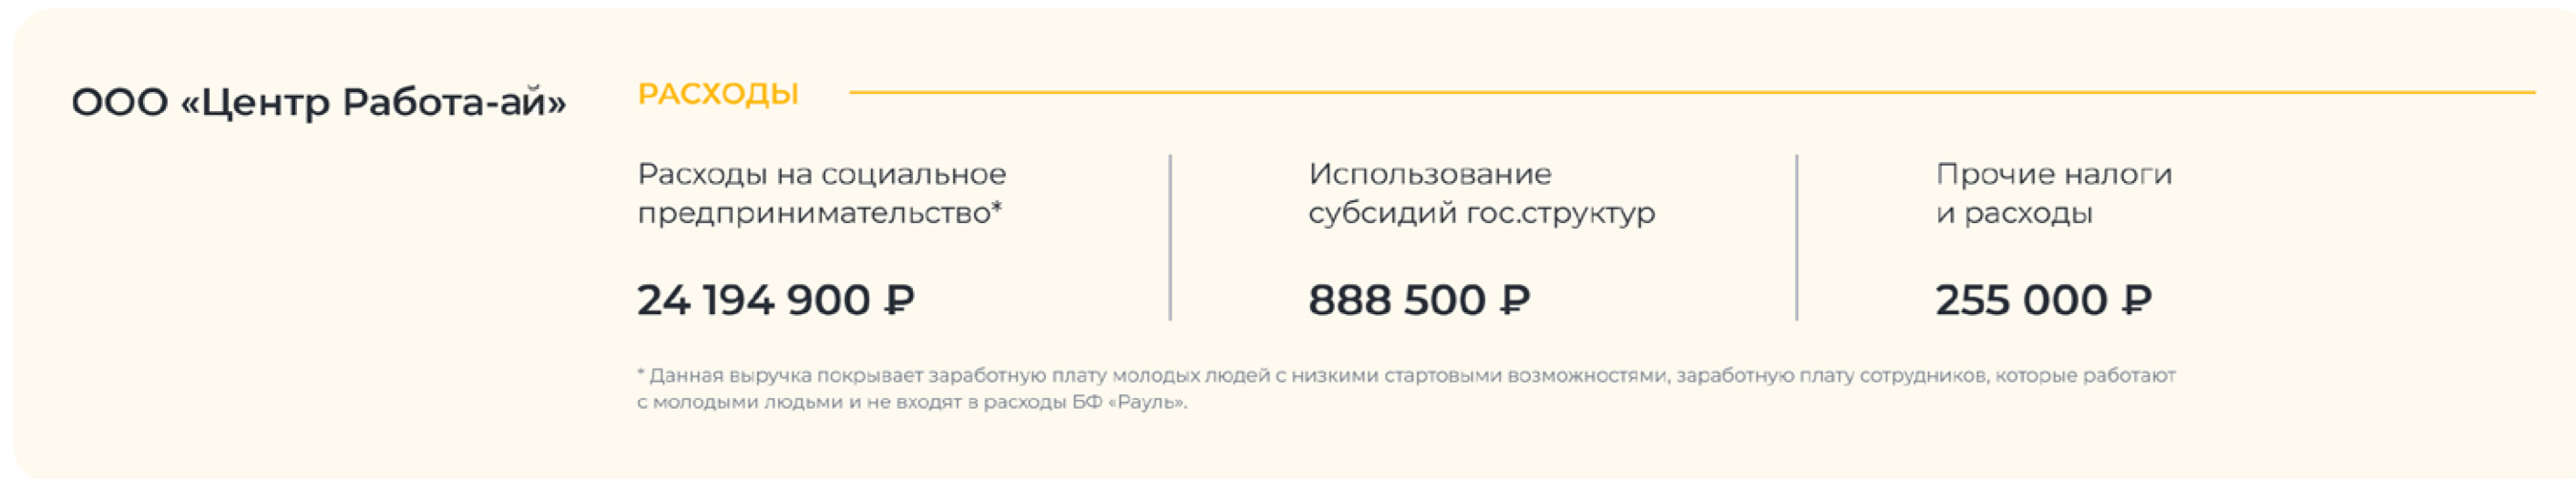 ООО «Центр Работа-ай»
РАСХОДЫ
Расходы на социальное
предпринимательство*
24 194 900 ₽
Использование
субсидий гос.структур
888 500 ₽
Прочие налоги
и расходы
255 000 ₽
* Данная выручка покрывает заработную плату молодых людей с низкими стартовыми возможностями, заработную плату сотрудников, которые работают
с молодыми людьми и не входят в расходы БФ «Рауль».